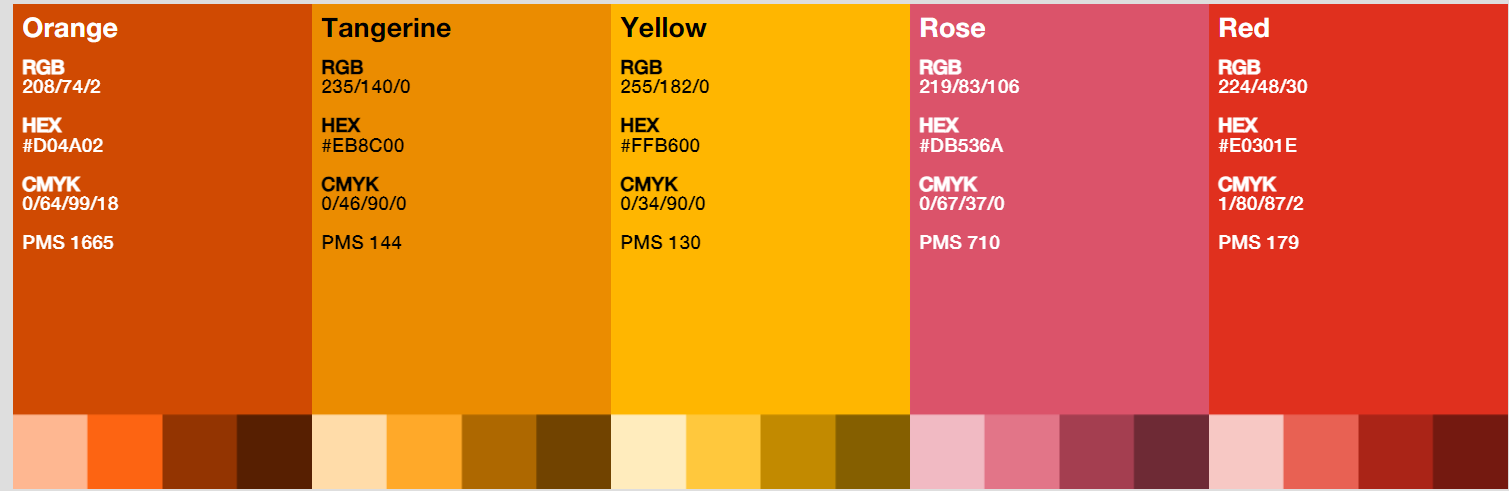 Orange
RGB
208/74/2
HEX
#D04A02
CMYK
0/64/99/18
PMS 1665
Tangerine
RGB
235/140/0
HEX
#EB8C00
CMYK
0/46/90/0
PMS 144
Yellow
RGB
255/182/0
HEX
#FFB600
CMYK
0/34/90/0
PMS 130
Rose
RGB
219/83/106
HEX
#DB536A
CMYK
0/67/37/0
PMS 710
Red
RGB
224/48/30
HEX
#E0301E
CMYK
1/80/87/2
PMS 179